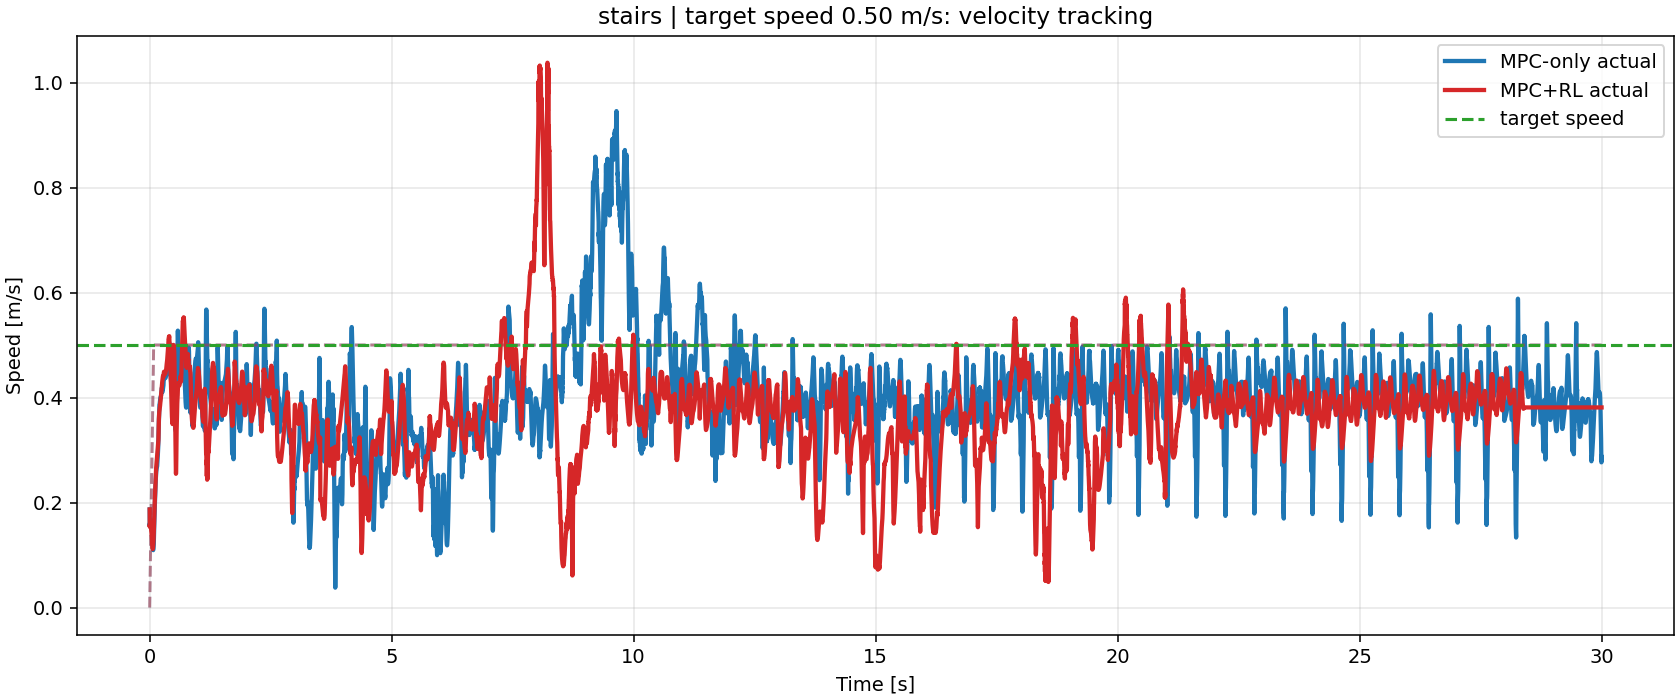 stairs | target speed 0.50 m/s: velocity tracking
MPC-only actual
MPC+RL actual
target speed
Speed [m/s]
1.0
0.8
0.6
0.4
0.2
0.0
0 5 10 15 20 25 30
Time [s]